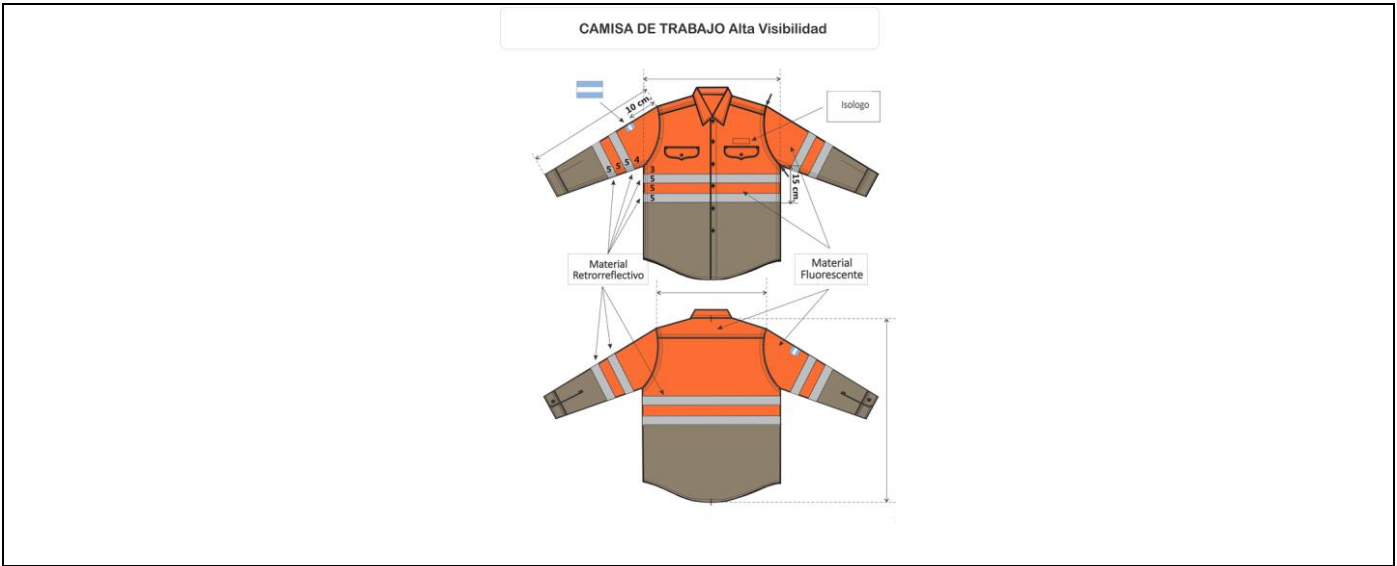 CAMISA DE TRABAJO Alta Visibilidad
10 cm.
Isologo
5 5 5 4
3
5
5
5
15 cm.
Material
Retrorreflectivo
Material
Fluorescente